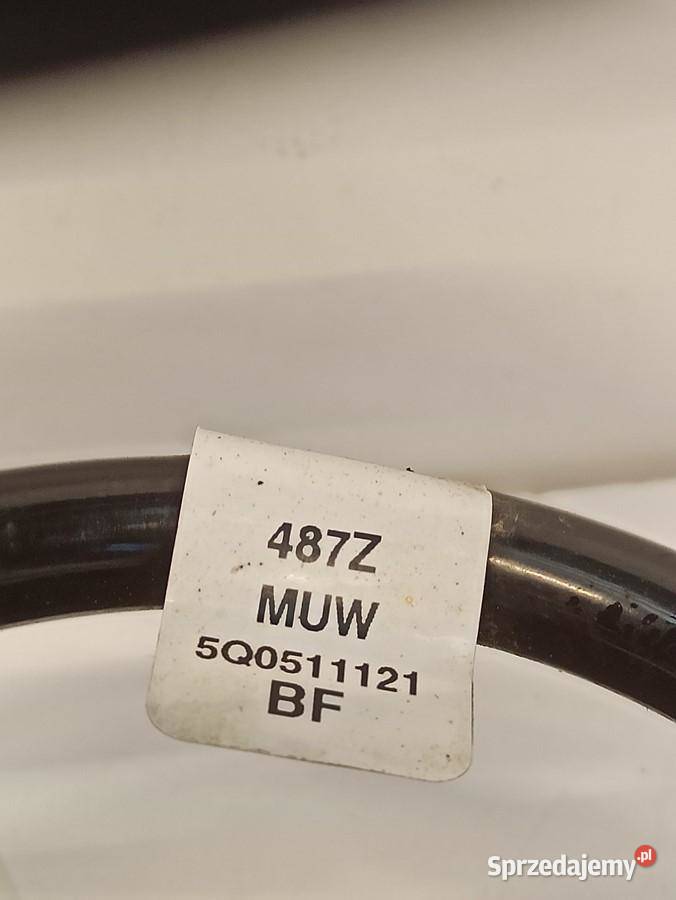 487Z
MUW
5Q0511121
BF
Sprzedajemy.pl